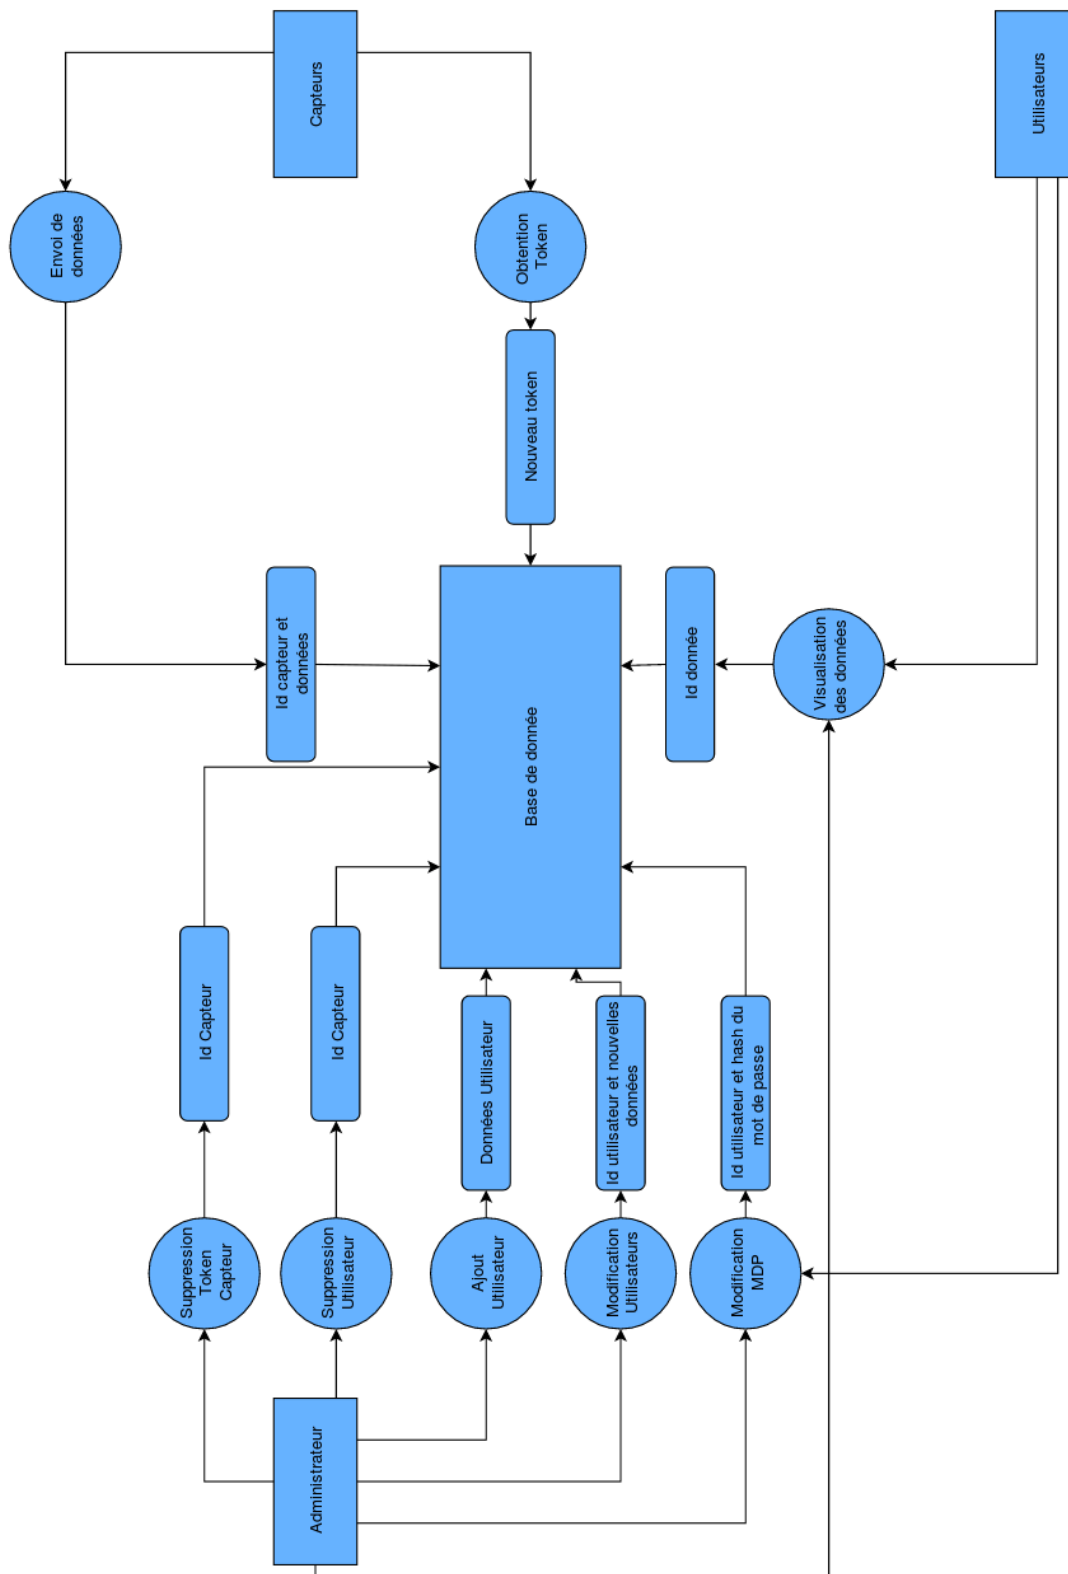 Capteurs
Utilisateurs
Envoi de
données
Obtention
Token
Nouveau token
Id capteur et
données
Base de donnée
Id donnée
Visualisation
des données
Id Capteur
Id Capteur
Données Utilisateur
Id utilisateur et nouvelles
données
Id utilisateur et hash du
mot de passe
Suppression
Token
Capteur
Suppression
Utilisateur
Ajout
Utilisateur
Modification
Utilisateurs
Modification
MDP
Administrateur